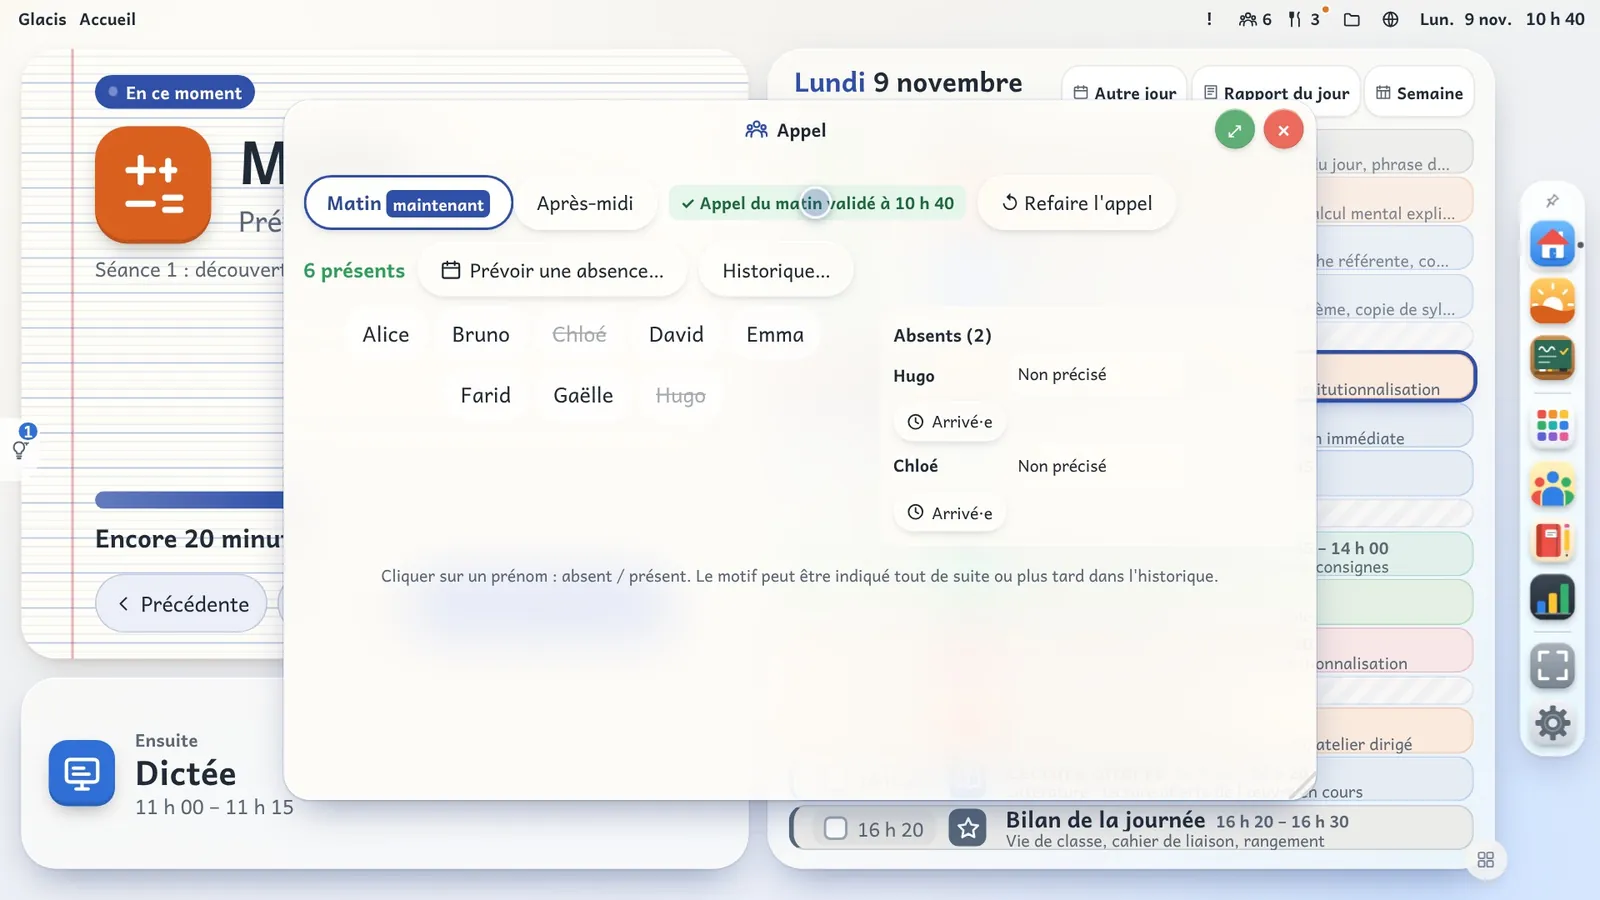 Glacis Accueil
! 6 3 Lun. 9 nov. 10 h 40
En ce moment
M
Pré
Séance 1 : découver
Encore 20 minu
Précédente
Ensuite
Dictée
11 h 00 – 11 h 15
1
Lundi 9 novembre
Autre jour
Rapport du jour
Semaine
Appel
Matin maintenant
Après-midi
Appel du matin validé à 10 h 40
Refaire l'appel
6 présents
Prévoir une absence...
Historique...
Alice Bruno Chloé David Emma
Farid Gaëlle Hugo
Absents (2)
Hugo Non précisé
Arrivé·e
Chloé Non précisé
Arrivé·e
Cliquer sur un prénom : absent / présent. Le motif peut être indiqué tout de suite ou plus tard dans l'historique.
u jour, phrase d...
lcul mental expli...
he référente, co...
ème, copie de syl...
itutionnalisation
n immédiate
– 14 h 00
consignes
onnalisation
atelier dirigé
en cours
16 h 20
Bilan de la journée 16 h 20 – 16 h 30
Vie de classe, cahier de liaison, rangement